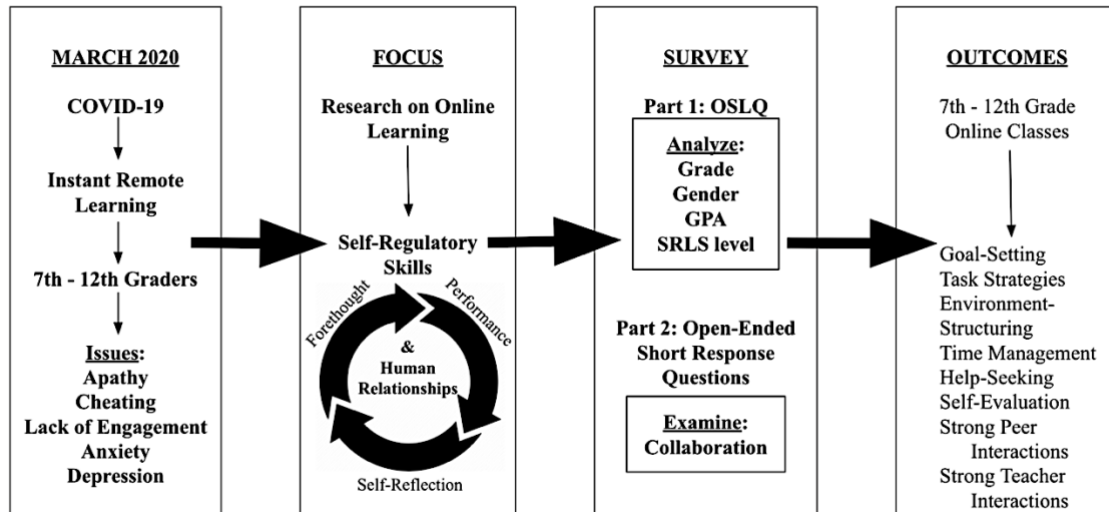 MARCH 2020
COVID-19
Instant Remote
Learning
7th - 12th Graders
Issues:
Apathy
Cheating
Lack of Engagement
Anxiety
Depression
FOCUS
Research on Online
Learning
Self-Regulatory
Skills
Forethought
Performance
&
Human
Relationships
Self-Reflection
SURVEY
Part 1: OSLQ
Analyze:
Grade
Gender
GPA
SRLS level
Part 2: Open-Ended
Short Response
Questions
Examine:
Collaboration
OUTCOMES
7th - 12th Grade
Online Classes
Goal-Setting
Task Strategies
Environment-
Structuring
Time Management
Help-Seeking
Self-Evaluation
Strong Peer
Interactions
Strong Teacher
Interactions